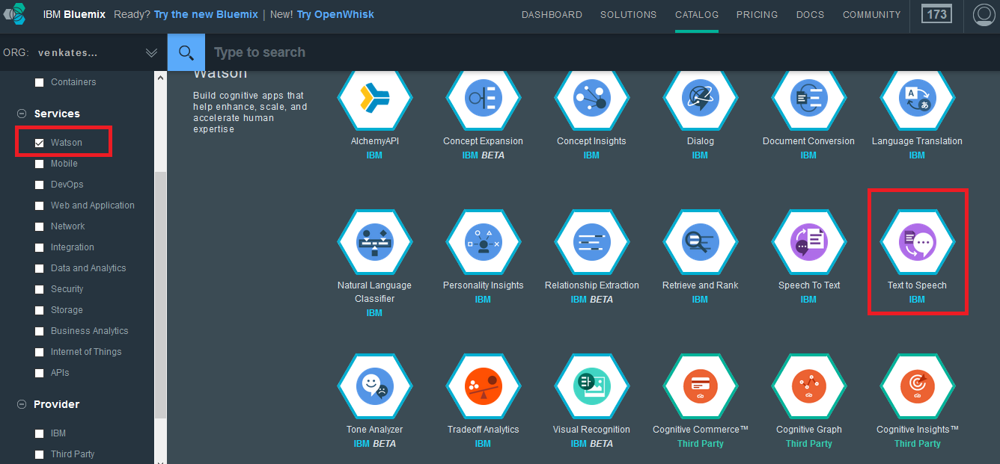 IBM Bluemix Ready? Try the new Bluemix | New! Try OpenWhisk
DASHBOARD SOLUTIONS CATALOG PRICING DOCS COMMUNITY 173
ORG: venkates...
Type to search
Containers
Services
Watson
Mobile
DevOps
Web and Application
Network
Integration
Data and Analytics
Security
Storage
Business Analytics
Internet of Things
APIs
Provider
IBM
Third Party
Watson
Build cognitive apps that
help enhance, scale, and
accelerate human
expertise
AlchemyAPI
IBM
Concept Expansion
IBM BETA
Concept Insights
IBM
Dialog
IBM
Document Conversion
IBM
A
あ
Language Translation
IBM
Natural Language
Classifier
IBM
Personality Insights
IBM
Relationship Extraction
IBM BETA
Retrieve and Rank
IBM
Speech To Text
IBM
Text to Speech
IBM
Tone Analyzer
IBM BETA
Tradeoff Analytics
IBM
Visual Recognition
IBM BETA
Cognitive Commerce™
Third Party
Cognitive Graph
Third Party
Cognitive Insights™
Third Party